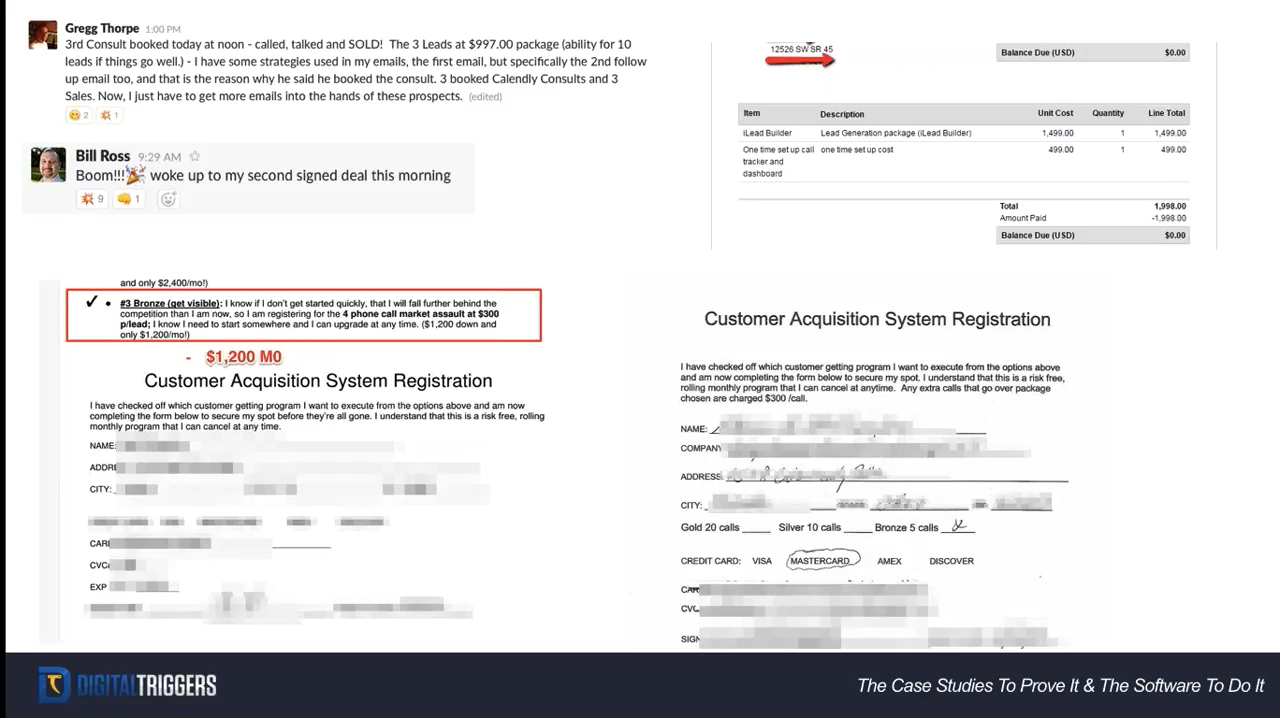 Gregg Thorpe 1:00 PM
3rd Consult booked today at noon - called, talked and SOLD! The 3 Leads at $997.00 package (ability for 10
leads if things go well.) - I have some strategies used in my emails, the first email, but specifically the 2nd follow
up email too, and that is the reason why he said he booked the consult. 3 booked Calendly Consults and 3
Sales. Now, I just have to get more emails into the hands of these prospects. (edited)
2 1
Bill Ross 9:29 AM
Boom!!! woke up to my second signed deal this morning
9 1
12526 SW SR 45
Balance Due (USD) $0.00
Item Description Unit Cost Quantity Line Total
iLead Builder Lead Generation package (iLead Builder) 1,499.00 1 1,499.00
One time set up call one time set up cost 499.00 1 499.00
tracker and
dashboard
Total 1,998.00
Amount Paid -1,998.00
Balance Due (USD) $0.00
and only $2,400/mo!)
✓ • #3 Bronze (get visible): I know if I don't get started quickly, that I will fall further behind the
competition than I am now, so I am registering for the 4 phone call market assault at $300
p/lead; I know I need to start somewhere and I can upgrade at any time. ($1,200 down and
only $1,200/mo!)
- $1,200 M0
Customer Acquisition System Registration
I have checked off which customer getting program I want to execute from the options above and am now
completing the form below to secure my spot before they're all gone. I understand that this is a risk free, rolling
monthly program that I can cancel at any time.
NAME:
ADDRE
CITY:
CARD
CVC
EXP
Customer Acquisition System Registration
I have checked off which customer getting program I want to execute from the options above
and am now completing the form below to secure my spot. I understand that this is a risk free,
rolling monthly program that I can cancel at anytime. Any extra calls that go over package
chosen are charged $300 /call.
NAME:
COMPANY
ADDRESS:
CITY:
Gold 20 calls Silver 10 calls Bronze 5 calls X
CREDIT CARD: VISA MASTERCARD AMEX DISCOVER
CAR
CVC
SIGN
DIGITALTRIGGERS
The Case Studies To Prove It & The Software To Do It